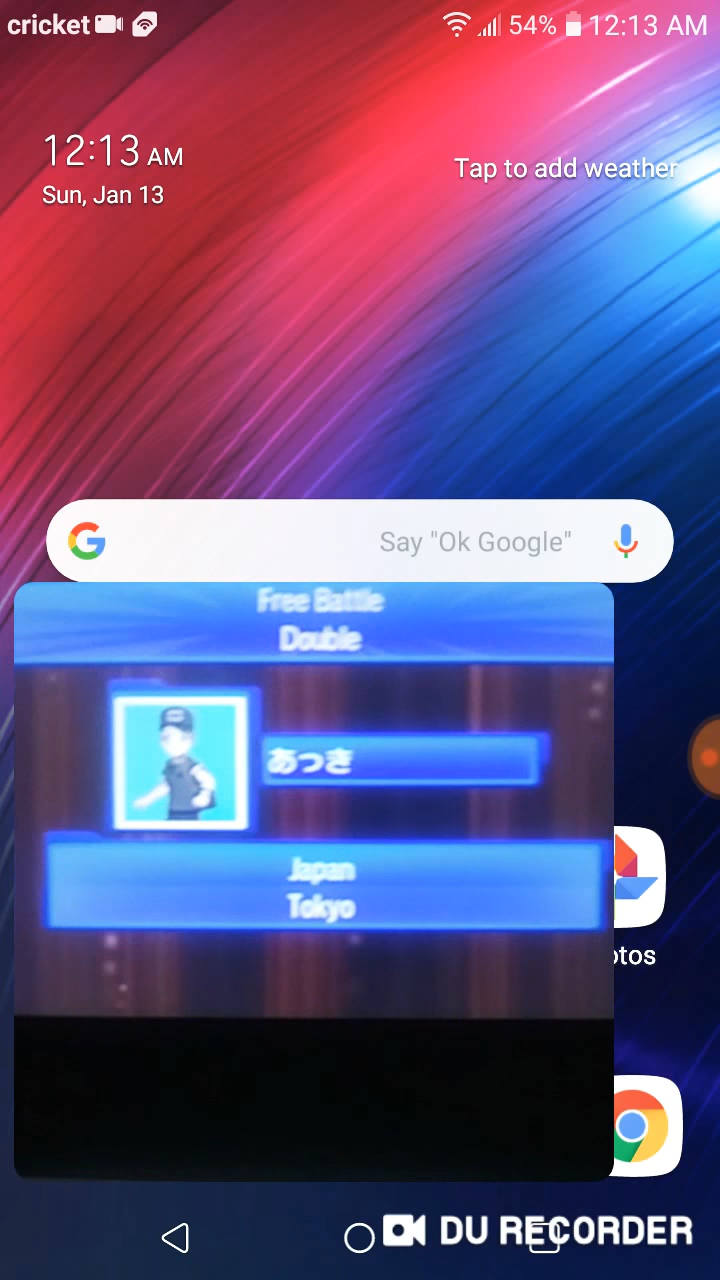 cricket 54% 12:13 AM
12:13 AM
Sun, Jan 13
Tap to add weather
Say "Ok Google"
Free Battle
Double
あっき
Japan
Tokyo
otos
DU RECORDER